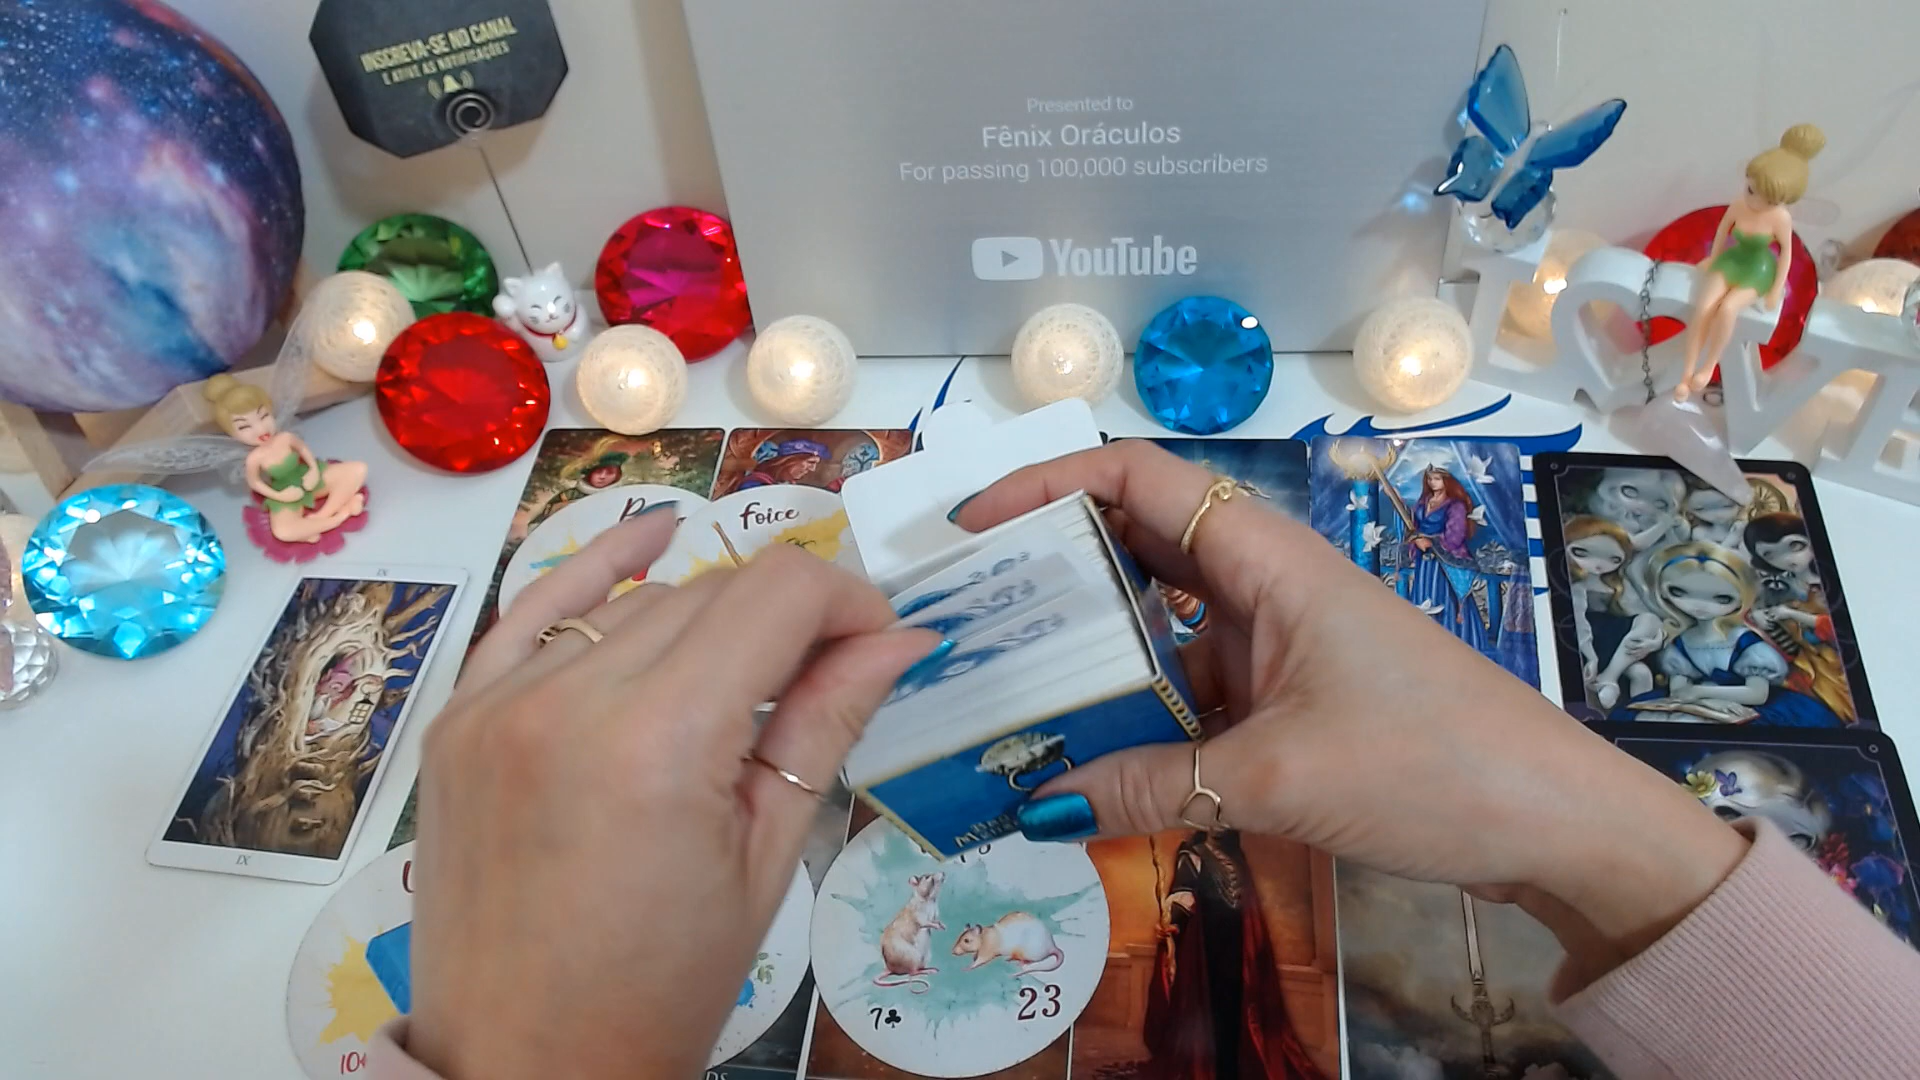 INSCREVA-SE NO CANAL
E ATIVE AS NOTIFICAÇÕES
Presented to
Fênix Oráculos
For passing 100,000 subscribers
YouTube
LOVE
foice
IX
IX
7♣
23
10